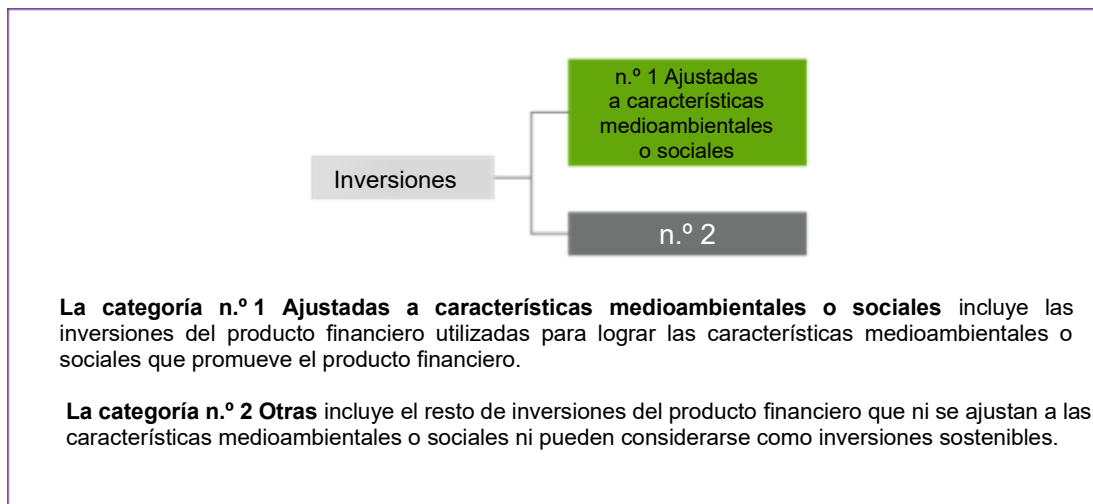 n.º 1 Ajustadas
a características
medioambientales
o sociales
Inversiones
n.º 2
La categoría n.º 1 Ajustadas a características medioambientales o sociales incluye las
inversiones del producto financiero utilizadas para lograr las características medioambientales o
sociales que promueve el producto financiero.
La categoría n.º 2 Otras incluye el resto de inversiones del producto financiero que ni se ajustan a las
características medioambientales o sociales ni pueden considerarse como inversiones sostenibles.